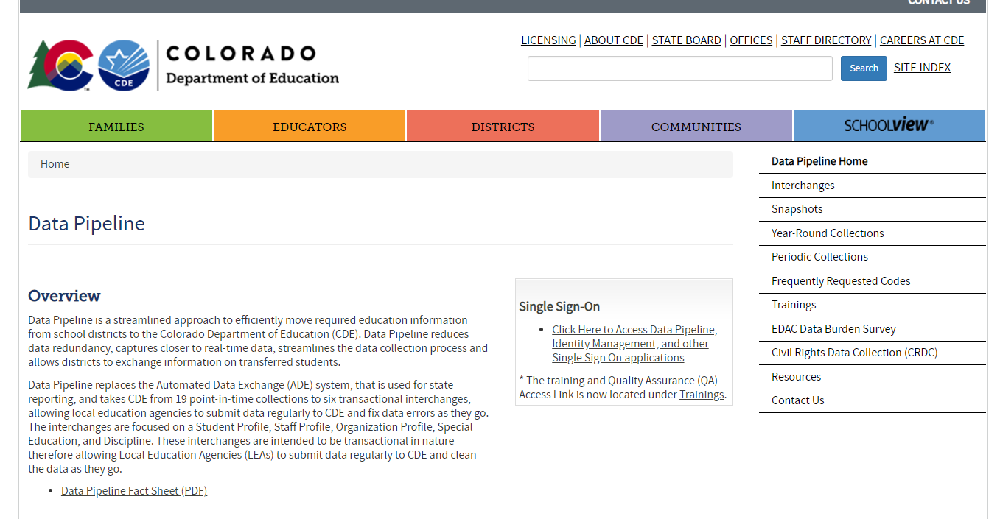 CONTACT US
CDE
COLORADO
Department of Education
LICENSING | ABOUT CDE | STATE BOARD | OFFICES | STAFF DIRECTORY | CAREERS AT CDE
Search SITE INDEX
FAMILIES EDUCATORS DISTRICTS COMMUNITIES SCHOOLVIEW®
Home
Data Pipeline
Overview
Data Pipeline is a streamlined approach to efficiently move required education information
from school districts to the Colorado Department of Education (CDE). Data Pipeline reduces
data redundancy, captures closer to real-time data, streamlines the data collection process and
allows districts to exchange information on transferred students.
Data Pipeline replaces the Automated Data Exchange (ADE) system, that is used for state
reporting, and takes CDE from 19 point-in-time collections to six transactional interchanges,
allowing local education agencies to submit data regularly to CDE and fix data errors as they go.
The interchanges are focused on a Student Profile, Staff Profile, Organization Profile, Special
Education, and Discipline. These interchanges are intended to be transactional in nature
therefore allowing Local Education Agencies (LEAs) to submit data regularly to CDE and clean
the data as they go.
• Data Pipeline Fact Sheet (PDF)
Single Sign-On
• Click Here to Access Data Pipeline,
Identity Management, and other
Single Sign On applications
* The training and Quality Assurance (QA)
Access Link is now located under Trainings.
Data Pipeline Home
Interchanges
Snapshots
Year-Round Collections
Periodic Collections
Frequently Requested Codes
Trainings
EDAC Data Burden Survey
Civil Rights Data Collection (CRDC)
Resources
Contact Us